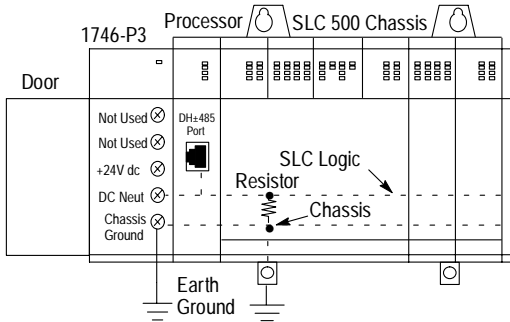 Processor
SLC 500 Chassis
1746-P3
Door
Not Used
DH±485
Port
Not Used
+24V dc
SLC Logic
Resistor
DC Neut
Chassis
Chassis
Ground
Earth
Ground